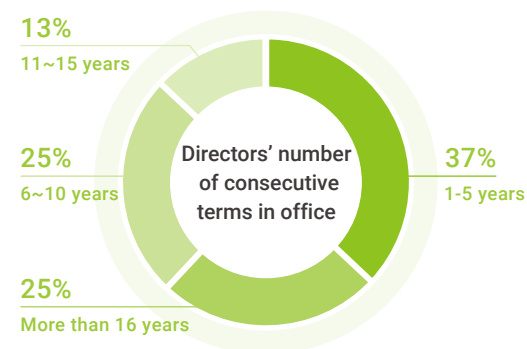 13%
11~15 years
Directors’ number
of consecutive
terms in office
25%
6~10 years
37%
1-5 years
25%
More than 16 years